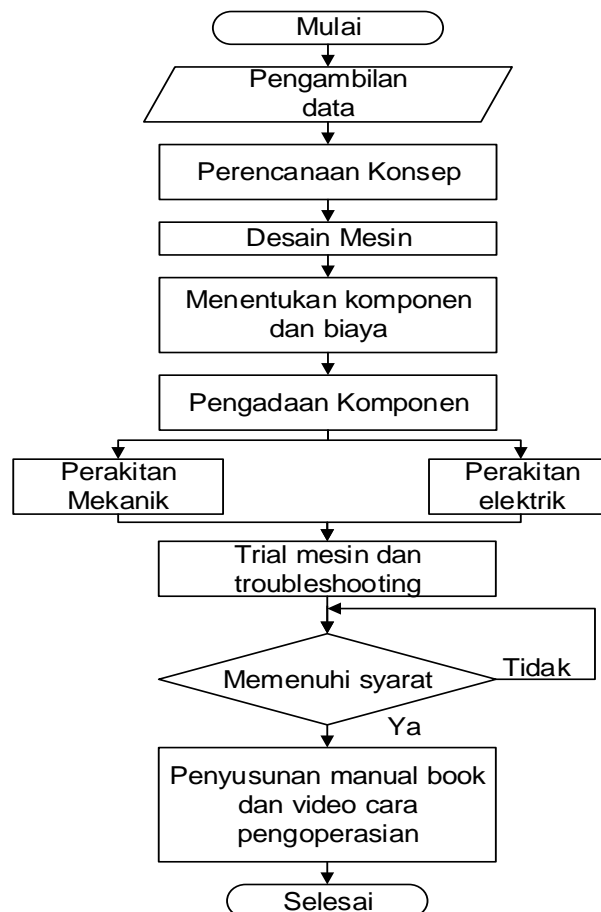 Mulai
Pengambilan
data
Perencanaan Konsep
Desain Mesin
Menentukan komponen
dan biaya
Pengadaan Komponen
Perakitan
Mekanik
Perakitan
elektrik
Trial mesin dan
troubleshooting
Memenuhi syarat
Tidak
Ya
Penyusunan manual book
dan video cara
pengoperasian
Selesai